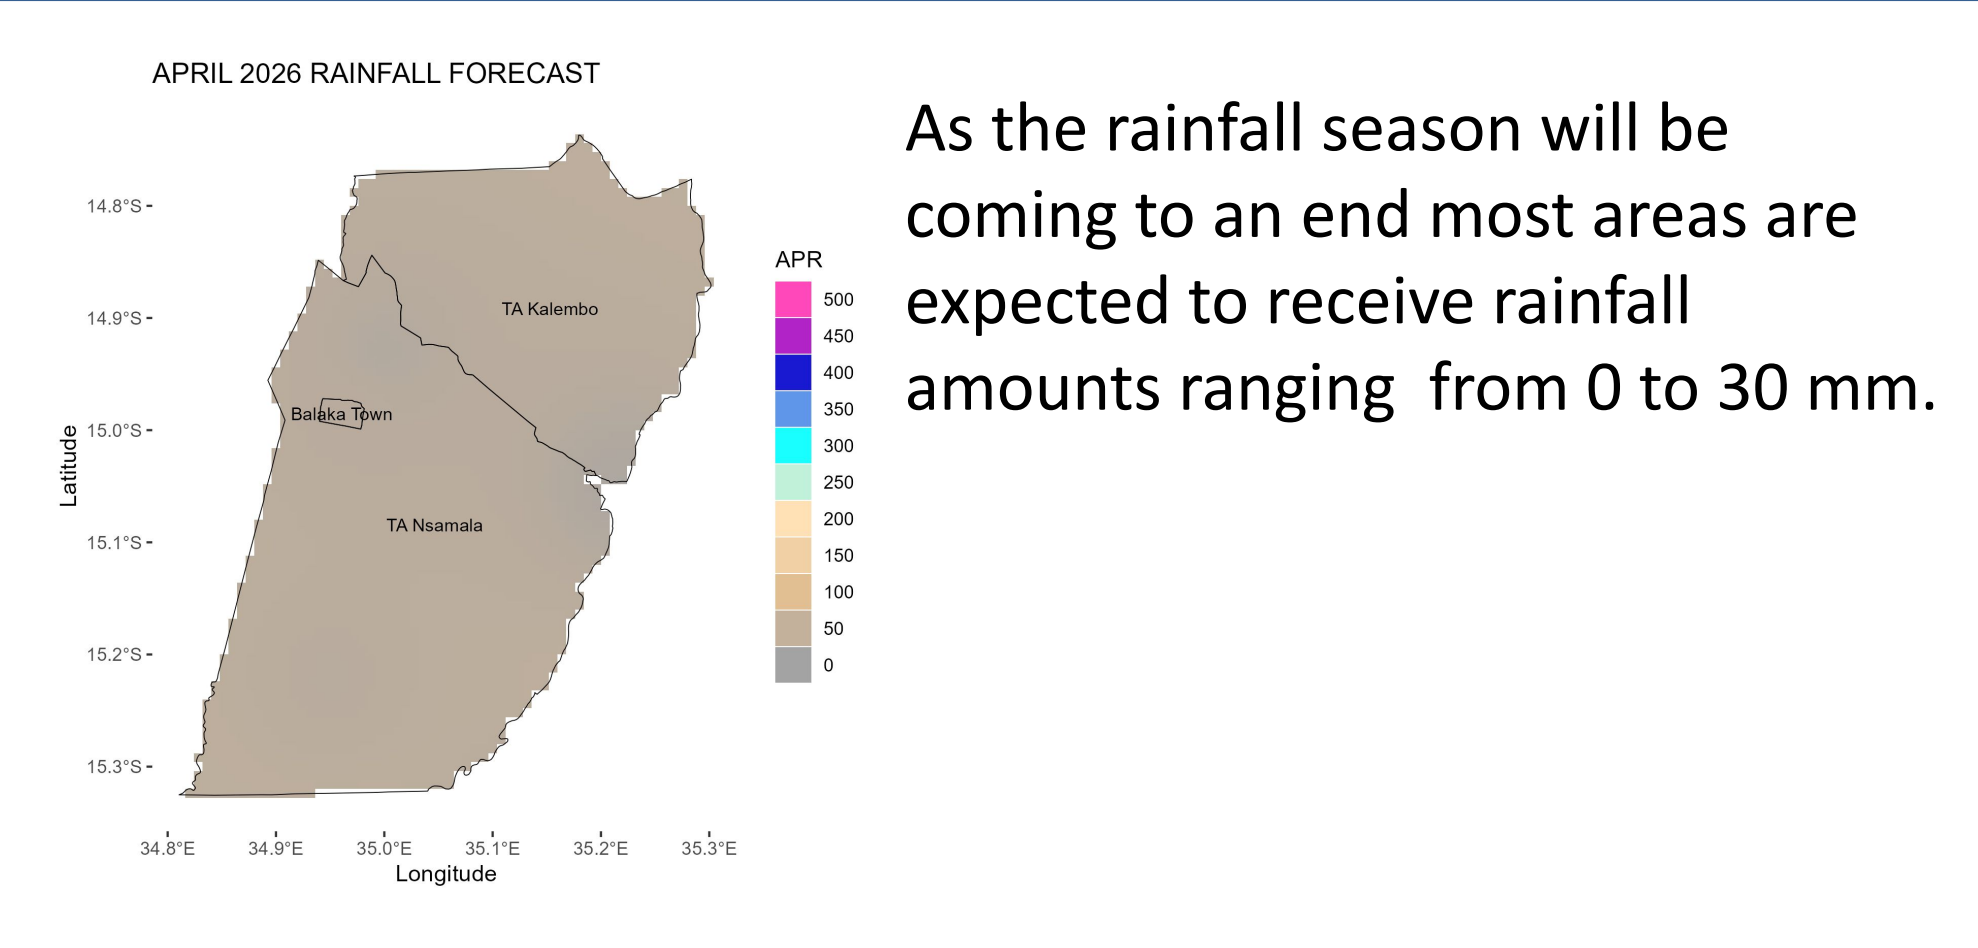 APRIL 2026 RAINFALL FORECAST
As the rainfall season will be
coming to an end most areas are
expected to receive rainfall
amounts ranging  from 0 to 30 mm.
14.8°S
14.9°S
15.0°S
15.1°S
15.2°S
15.3°S
Latitude
TA Kalembo
Balaka Town
TA Nsamala
34.8°E
34.9°E
35.0°E
35.1°E
35.2°E
35.3°E
Longitude
APR
500
450
400
350
300
250
200
150
100
50
0